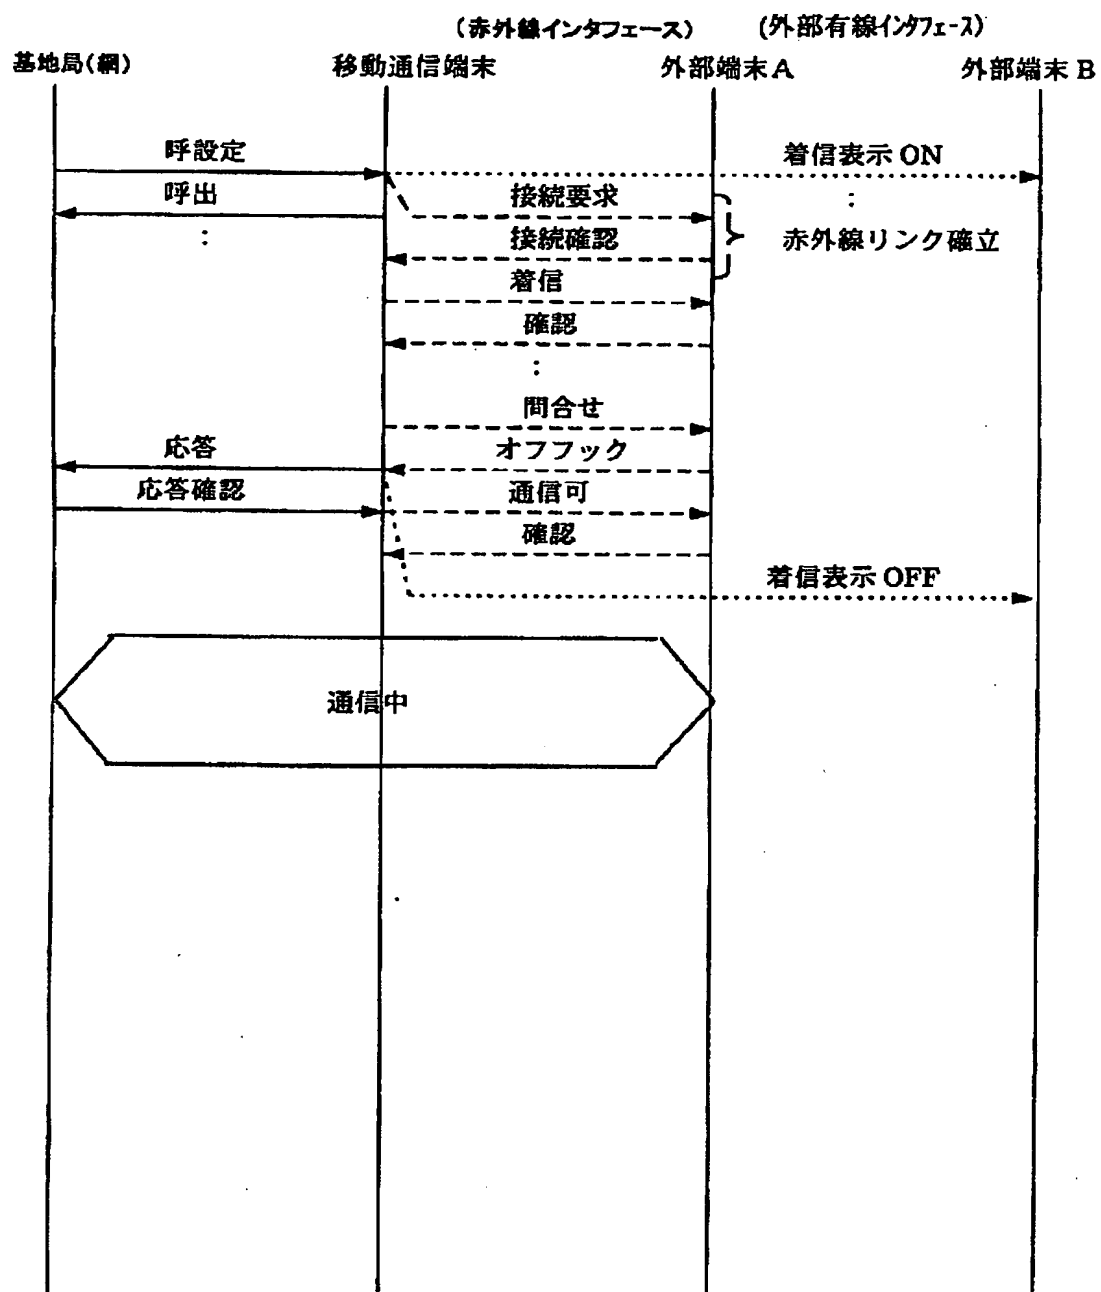 (赤外線インタフェース) (外部有線インタフェース)
基地局(網) 移動通信端末 外部端末A 外部端末B
呼設定 着信表示 ON
呼出 接続要求 :
: 接続確認 赤外線リンク確立
着信
確認
:
問合せ
応答 オフフック
応答確認 通信可
確認
着信表示 OFF
通信中